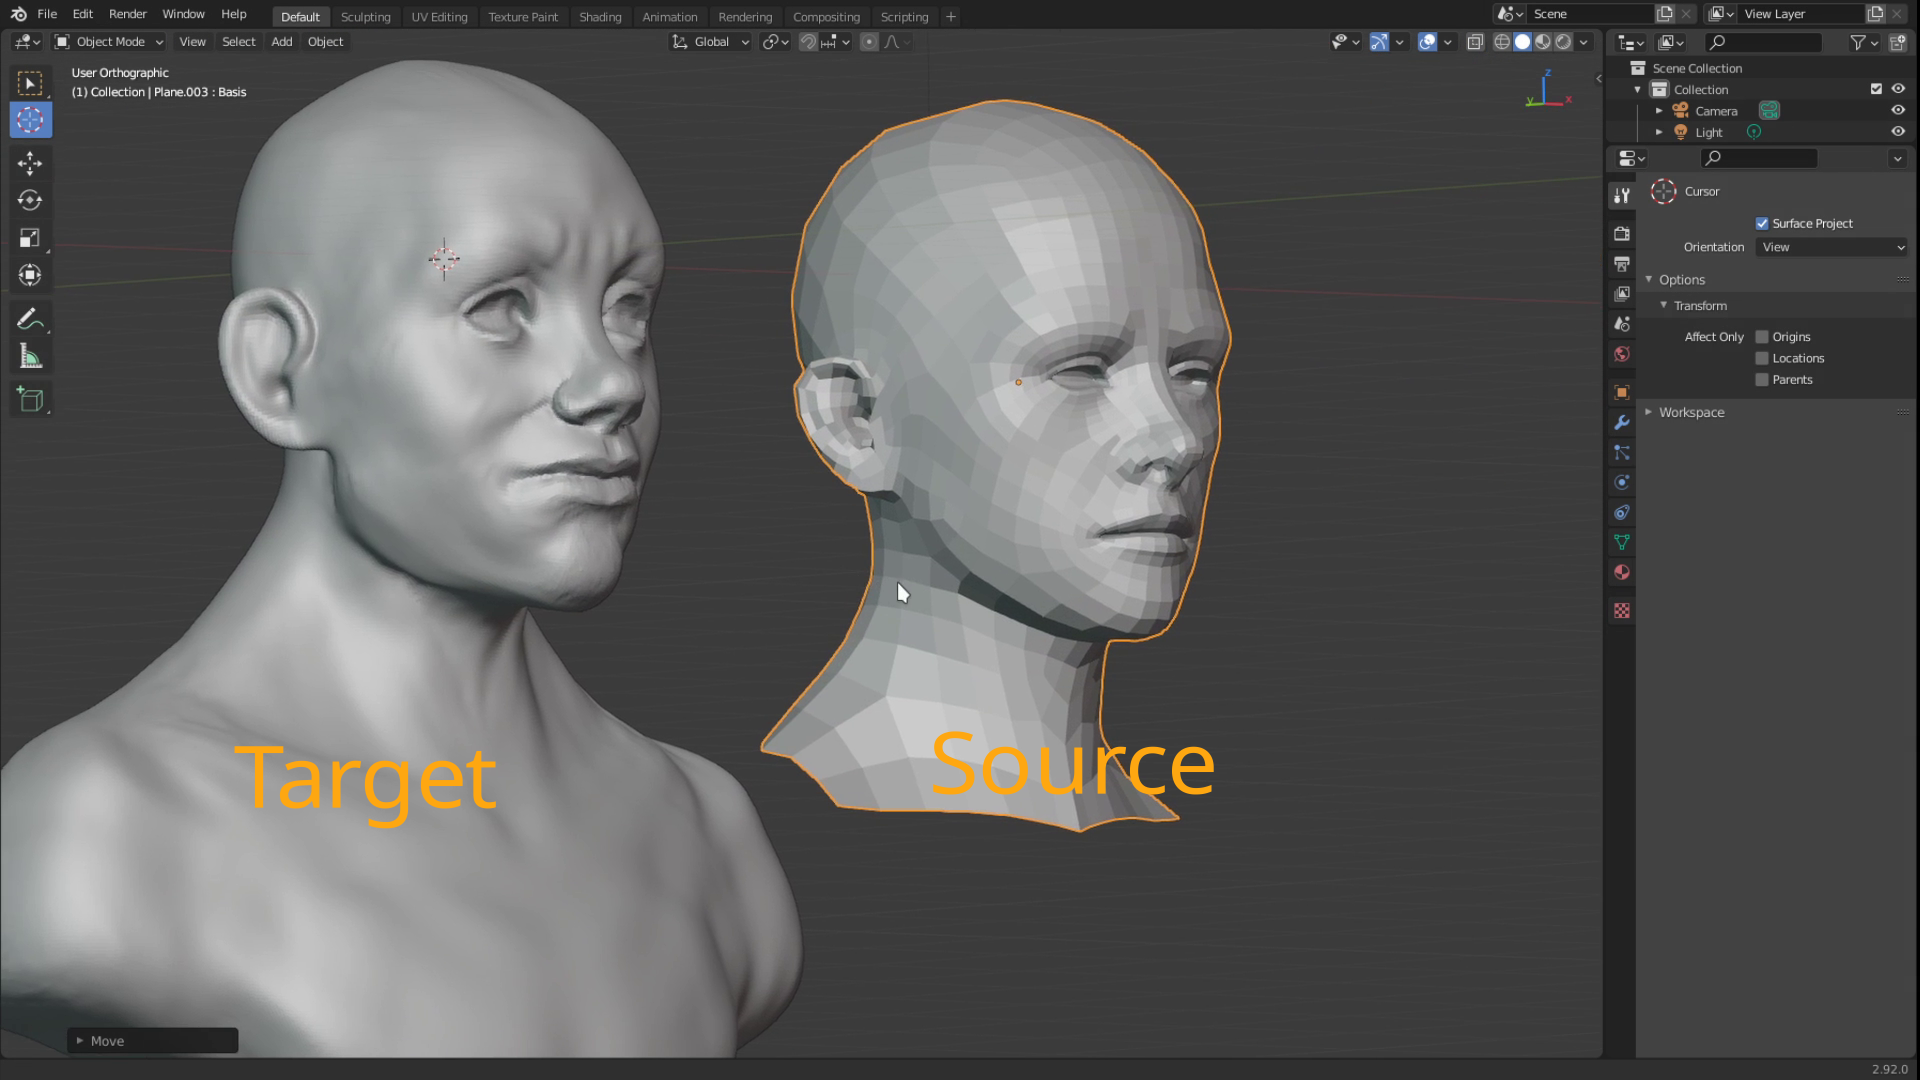 File Edit Render Window Help Default Sculpting UV Editing Texture Paint Shading Animation Rendering Compositing Scripting + Scene View Layer
Object Mode View Select Add Object Global
User Orthographic
(1) Collection | Plane.003 : Basis
z
y x
Scene Collection
Collection
Camera
Light
Cursor
Surface Project
Orientation View
Options
Transform
Affect Only Origins
Locations
Parents
Workspace
Target
Source
Move
2.92.0